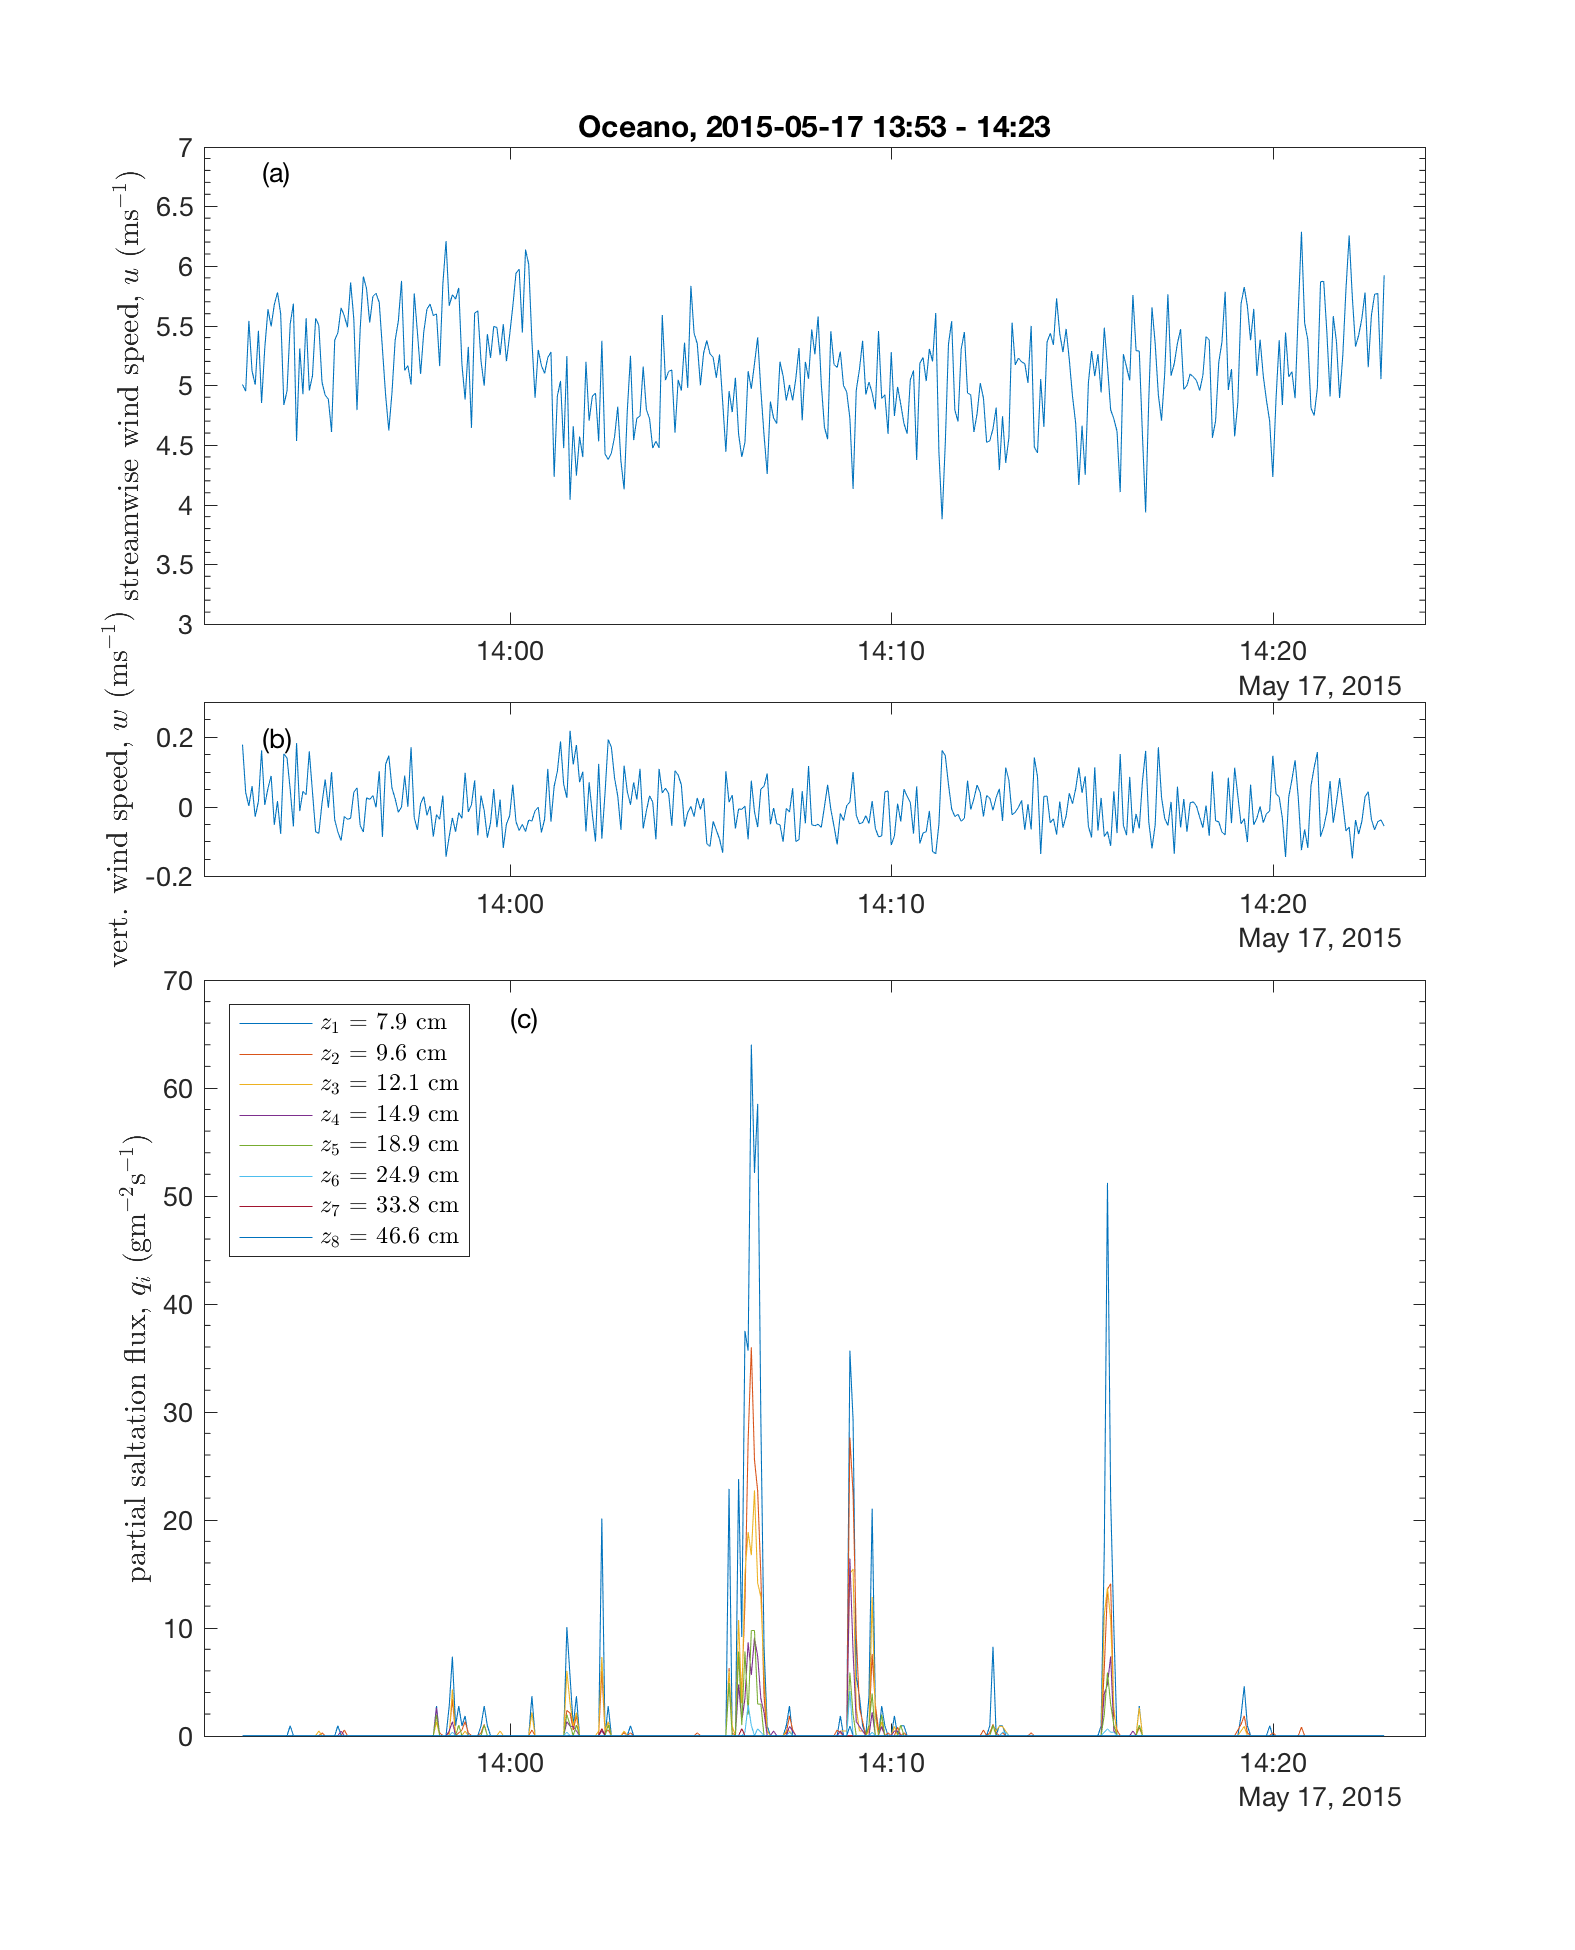 Oceano, 2015-05-17 13:53 - 14:23
(a)
streamwise wind speed, u (ms⁻¹)
7
6.5
6
5.5
5
4.5
4
3.5
3
14:00 14:10 14:20
May 17, 2015
(b)
vert. wind speed, w (ms⁻¹)
0.2
0
-0.2
14:00 14:10 14:20
May 17, 2015
(c)
partial saltation flux, qᵢ (gm⁻²s⁻¹)
70
60
50
40
30
20
10
0
z₁ = 7.9 cm
z₂ = 9.6 cm
z₃ = 12.1 cm
z₄ = 14.9 cm
z₅ = 18.9 cm
z₆ = 24.9 cm
z₇ = 33.8 cm
z₈ = 46.6 cm
14:00 14:10 14:20
May 17, 2015